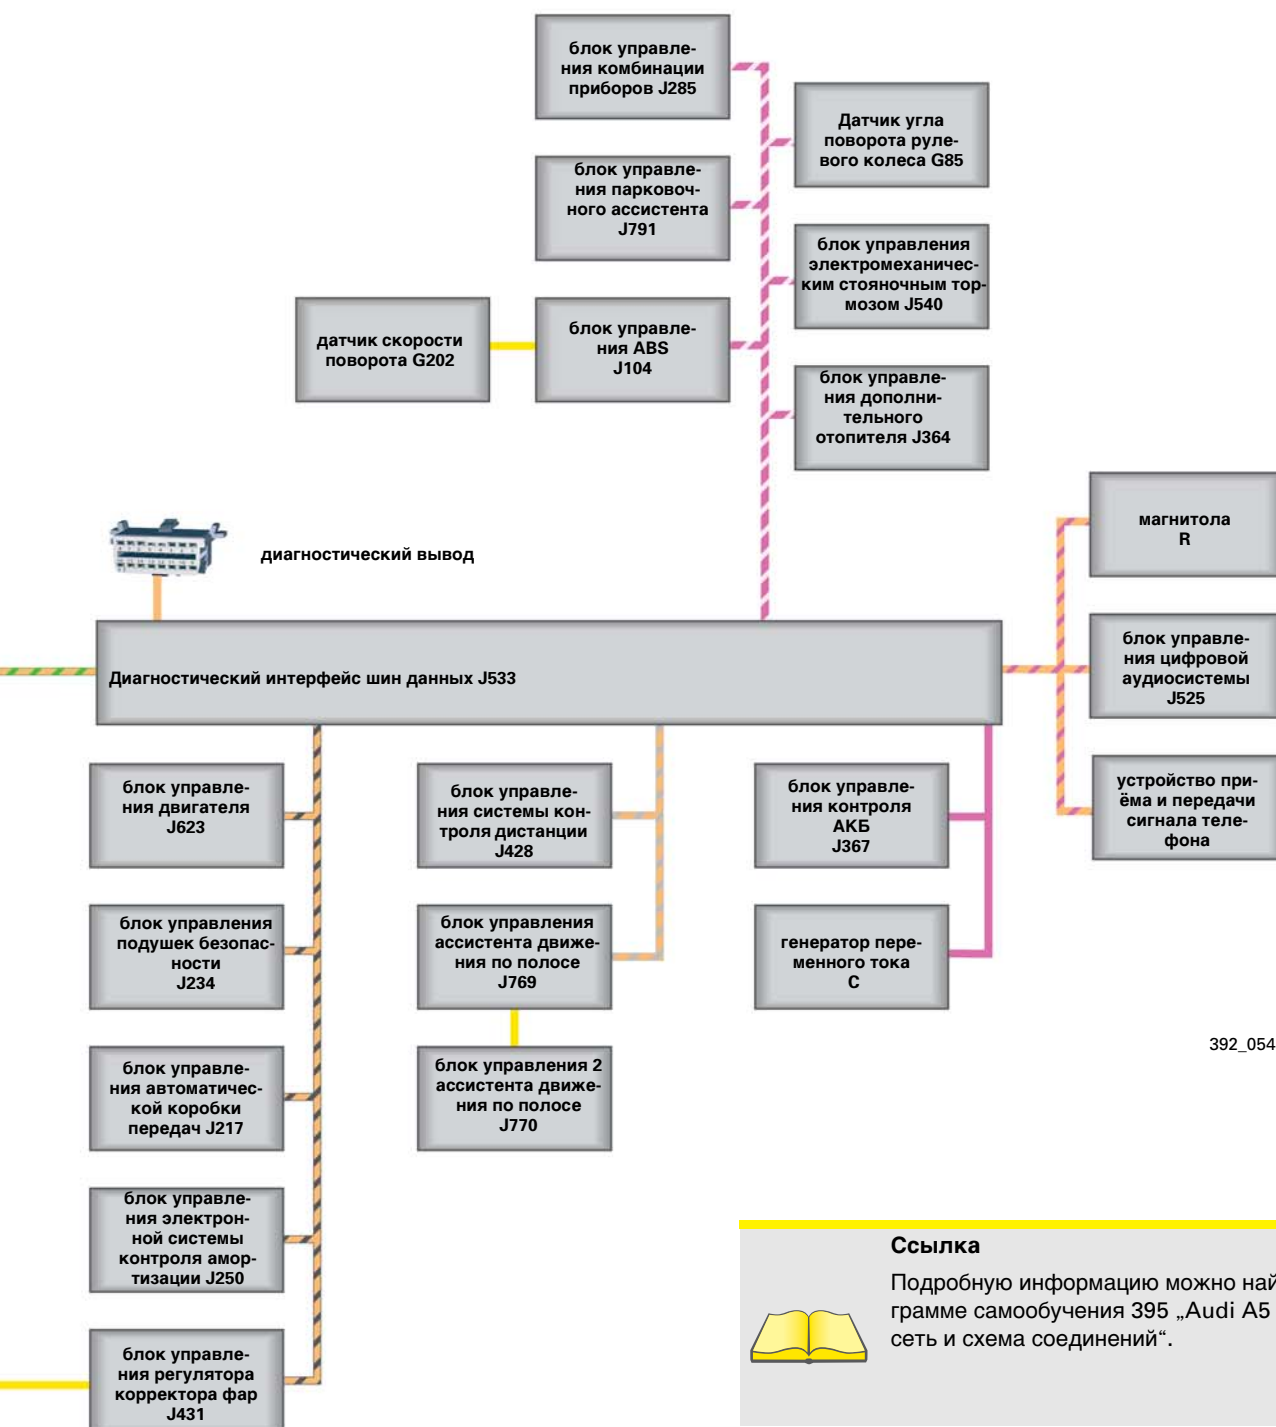 блок управле-
ния комбинации
приборов J285
Датчик угла
поворота руле-
вого колеса G85
блок управле-
ния парковоч-
ного ассистента
J791
блок управления
электромеханичес-
ким стояночным тор-
мозом J540
датчик скорости
поворота G202
блок управле-
ния ABS
J104
блок управле-
ния дополни-
тельного
отопителя J364
диагностический вывод
магнитола
R
Диагностический интерфейс шин данных J533
блок управле-
ния цифровой
аудиосистемы
J525
устройство при-
ёма и передачи
сигнала теле-
фона
блок управле-
ния двигателя
J623
блок управле-
ния системы кон-
троля дистанции
J428
блок управле-
ния контроля
АКБ
J367
блок управления
подушек безопас-
ности
J234
блок управления
ассистента движе-
ния по полосе
J769
генератор пере-
менного тока
C
392_054
блок управле-
ния автоматичес-
кой коробки
передач J217
блок управления 2
ассистента движе-
ния по полосе
J770
блок управле-
ния электрон-
ной системы
контроля амор-
тизации J250
блок управле-
ния регулятора
корректора фар
J431
Ссылка
Подробную информацию можно най
грамме самообучения 395 „Audi A5
сеть и схема соединений“.